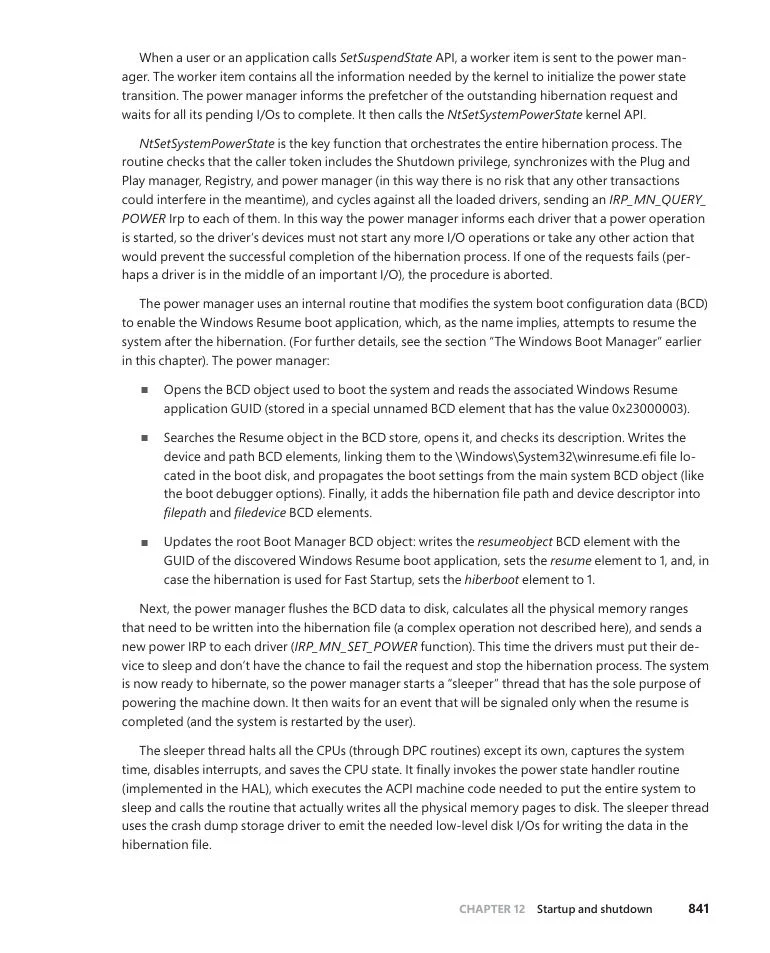 When a user or an application calls SetSuspendState API, a worker item is sent to the power man-
ager. The worker item contains all the information needed by the kernel to initialize the power state
transition. The power manager informs the prefetcher of the outstanding hibernation request and
waits for all its pending I/Os to complete. It then calls the NtSetSystemPowerState kernel API.
NtSetSystemPowerState is the key function that orchestrates the entire hibernation process. The
routine checks that the caller token includes the Shutdown privilege, synchronizes with the Plug and
Play manager, Registry, and power manager (in this way there is no risk that any other transactions
could interfere in the meantime), and cycles against all the loaded drivers, sending an IRP_MN_QUERY_
POWER Irp to each of them. In this way the power manager informs each driver that a power operation
is started, so the driver's devices must not start any more I/O operations or take any other action that
would prevent the successful completion of the hibernation process. If one of the requests fails (per-
haps a driver is in the middle of an important I/O), the procedure is aborted.
The power manager uses an internal routine that modifies the system boot configuration data (BCD)
to enable the Windows Resume boot application, which, as the name implies, attempts to resume the
system after the hibernation. (For further details, see the section "The Windows Boot Manager" earlier
in this chapter). The power manager:
■ Opens the BCD object used to boot the system and reads the associated Windows Resume
application GUID (stored in a special unnamed BCD element that has the value 0x23000003).
■ Searches the Resume object in the BCD store, opens it, and checks its description. Writes the
device and path BCD elements, linking them to the \Windows\System32\winresume.efi file lo-
cated in the boot disk, and propagates the boot settings from the main system BCD object (like
the boot debugger options). Finally, it adds the hibernation file path and device descriptor into
filepath and filedevice BCD elements.
■ Updates the root Boot Manager BCD object: writes the resumeobject BCD element with the
GUID of the discovered Windows Resume boot application, sets the resume element to 1, and, in
case the hibernation is used for Fast Startup, sets the hiberboot element to 1.
Next, the power manager flushes the BCD data to disk, calculates all the physical memory ranges
that need to be written into the hibernation file (a complex operation not described here), and sends a
new power IRP to each driver (IRP_MN_SET_POWER function). This time the drivers must put their de-
vice to sleep and don't have the chance to fail the request and stop the hibernation process. The system
is now ready to hibernate, so the power manager starts a "sleeper" thread that has the sole purpose of
powering the machine down. It then waits for an event that will be signaled only when the resume is
completed (and the system is restarted by the user).
The sleeper thread halts all the CPUs (through DPC routines) except its own, captures the system
time, disables interrupts, and saves the CPU state. It finally invokes the power state handler routine
(implemented in the HAL), which executes the ACPI machine code needed to put the entire system to
sleep and calls the routine that actually writes all the physical memory pages to disk. The sleeper thread
uses the crash dump storage driver to emit the needed low-level disk I/Os for writing the data in the
hibernation file.
CHAPTER 12 Startup and shutdown 841